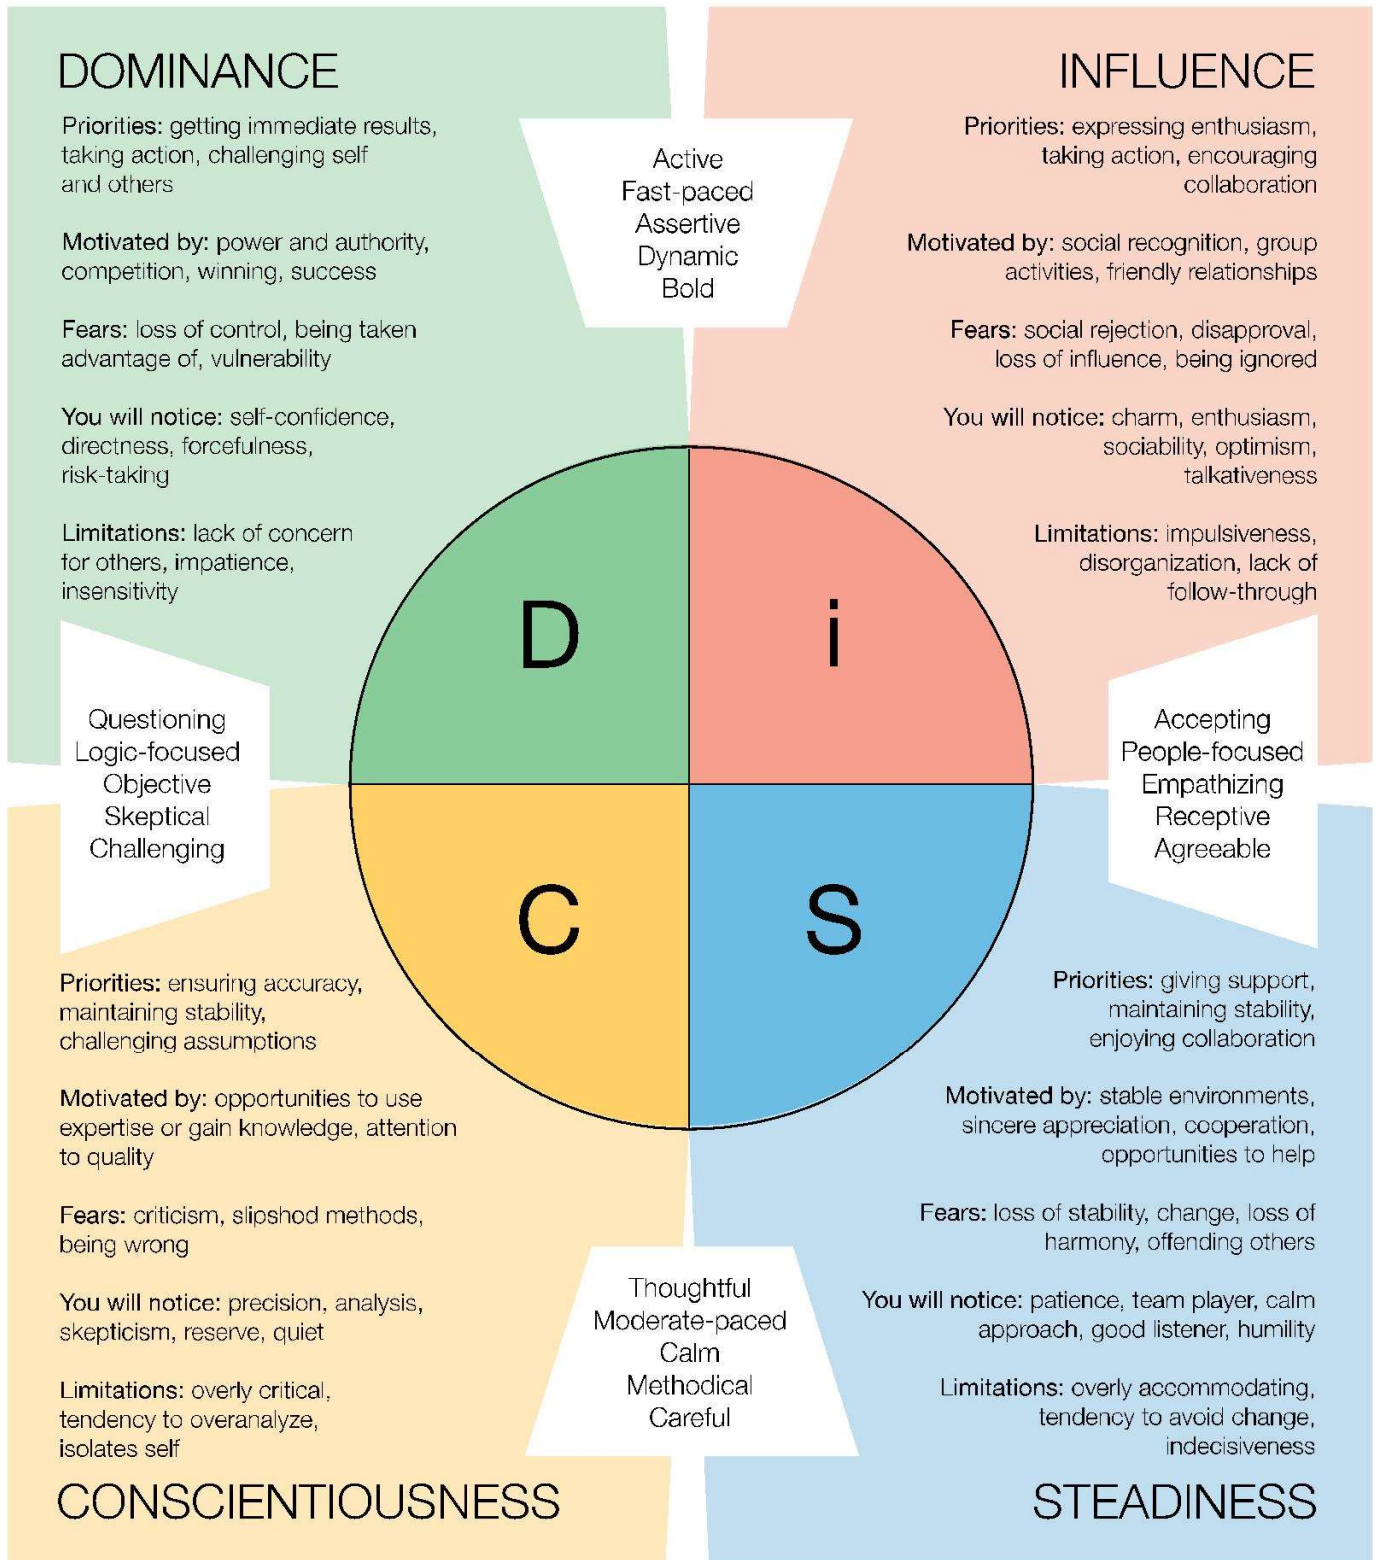 DOMINANCE
Priorities: getting immediate results,
taking action, challenging self
and others
Motivated by: power and authority,
competition, winning, success
Fears: loss of control, being taken
advantage of, vulnerability
You will notice: self-confidence,
directness, forcefulness,
risk-taking
Limitations: lack of concern
for others, impatience,
insensitivity
Active
Fast-paced
Assertive
Dynamic
Bold
INFLUENCE
Priorities: expressing enthusiasm,
taking action, encouraging
collaboration
Motivated by: social recognition, group
activities, friendly relationships
Fears: social rejection, disapproval,
loss of influence, being ignored
You will notice: charm, enthusiasm,
sociability, optimism,
talkativeness
Limitations: impulsiveness,
disorganization, lack of
follow-through
D
i
Questioning
Logic-focused
Objective
Skeptical
Challenging
Accepting
People-focused
Empathizing
Receptive
Agreeable
C
S
Priorities: ensuring accuracy,
maintaining stability,
challenging assumptions
Motivated by: opportunities to use
expertise or gain knowledge, attention
to quality
Fears: criticism, slipshod methods,
being wrong
You will notice: precision, analysis,
skepticism, reserve, quiet
Limitations: overly critical,
tendency to overanalyze,
isolates self
CONSCIENTIOUSNESS
Thoughtful
Moderate-paced
Calm
Methodical
Careful
Priorities: giving support,
maintaining stability,
enjoying collaboration
Motivated by: stable environments,
sincere appreciation, cooperation,
opportunities to help
Fears: loss of stability, change, loss of
harmony, offending others
You will notice: patience, team player, calm
approach, good listener, humility
Limitations: overly accommodating,
tendency to avoid change,
indecisiveness
STEADINESS